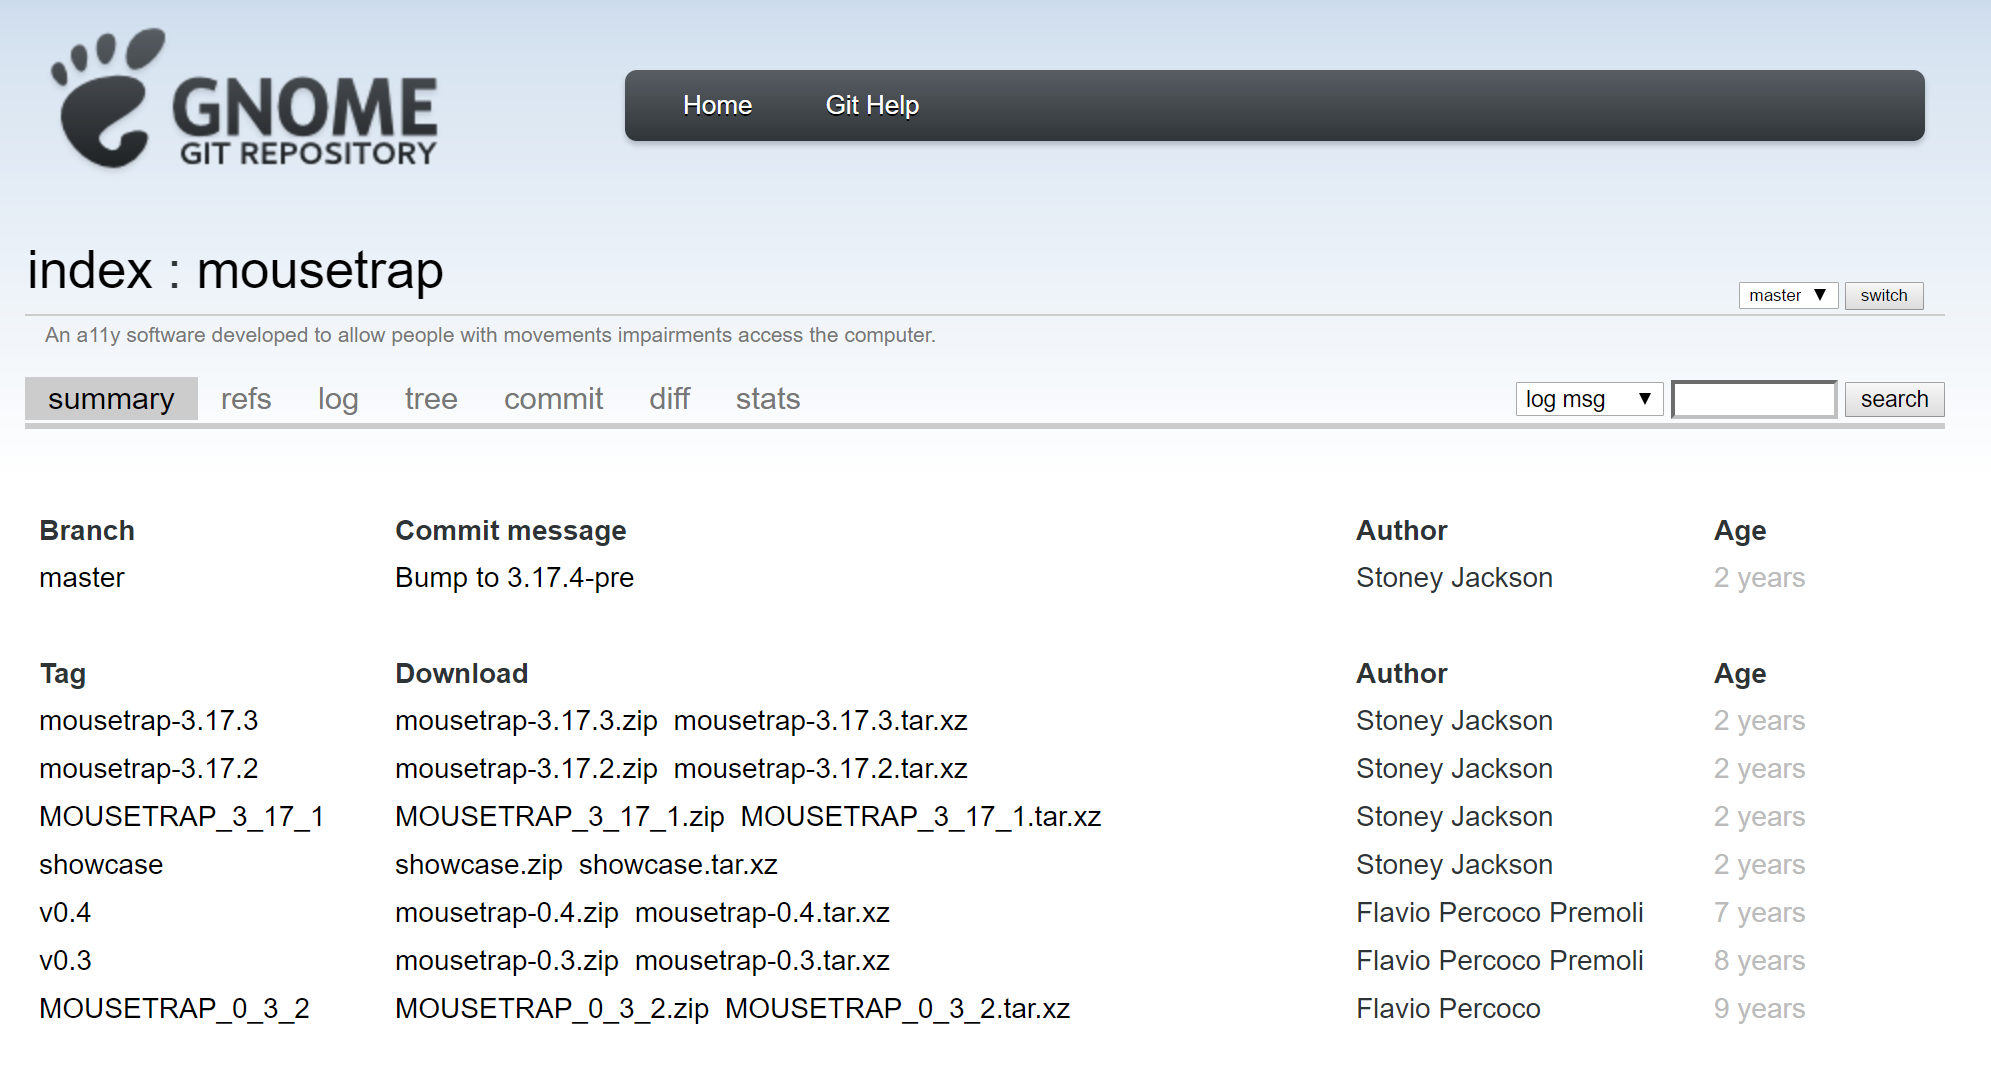 GNOME
GIT REPOSITORY
Home Git Help
index : mousetrap
master ▼ switch
An a11y software developed to allow people with movements impairments access the computer.
summary refs log tree commit diff stats log msg ▼ search
Branch Commit message Author Age
master Bump to 3.17.4-pre Stoney Jackson 2 years
Tag Download Author Age
mousetrap-3.17.3 mousetrap-3.17.3.zip mousetrap-3.17.3.tar.xz Stoney Jackson 2 years
mousetrap-3.17.2 mousetrap-3.17.2.zip mousetrap-3.17.2.tar.xz Stoney Jackson 2 years
MOUSETRAP_3_17_1 MOUSETRAP_3_17_1.zip MOUSETRAP_3_17_1.tar.xz Stoney Jackson 2 years
showcase showcase.zip showcase.tar.xz Stoney Jackson 2 years
v0.4 mousetrap-0.4.zip mousetrap-0.4.tar.xz Flavio Percoco Premoli 7 years
v0.3 mousetrap-0.3.zip mousetrap-0.3.tar.xz Flavio Percoco Premoli 8 years
MOUSETRAP_0_3_2 MOUSETRAP_0_3_2.zip MOUSETRAP_0_3_2.tar.xz Flavio Percoco 9 years